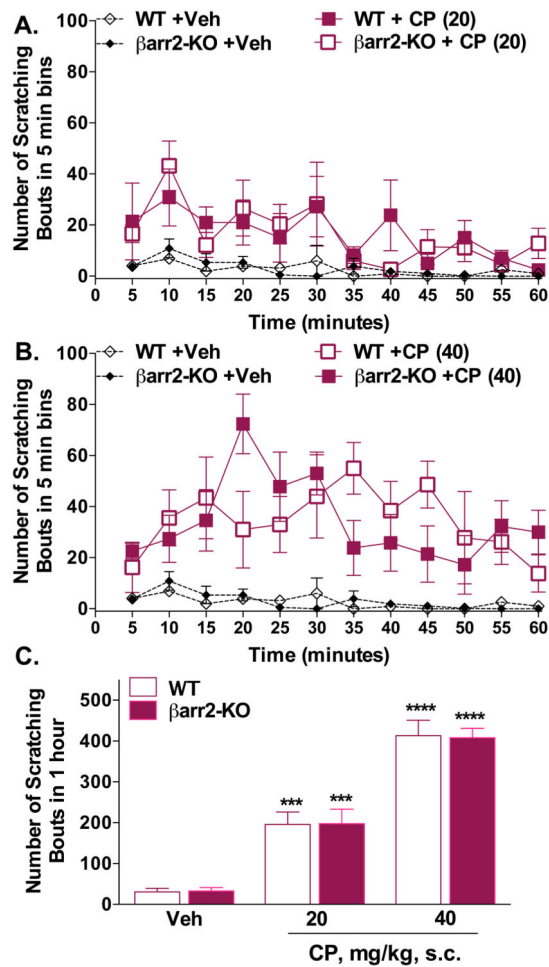 A.
WT +Veh
WT + CP (20)
βarr2-KO +Veh
βarr2-KO + CP (20)
Number of Scratching
Bouts in 5 min bins
100
80
60
40
20
0
0 5 10 15 20 25 30 35 40 45 50 55 60
Time (minutes)
B.
WT +Veh
WT +CP (40)
βarr2-KO +Veh
βarr2-KO +CP (40)
Number of Scratching
Bouts in 5 min bins
100
80
60
40
20
0
0 5 10 15 20 25 30 35 40 45 50 55 60
Time (minutes)
C.
WT
βarr2-KO
Number of Scratching
Bouts in 1 hour
500
400
300
200
100
0
*** ***
**** ****
Veh 20 40
CP, mg/kg, s.c.